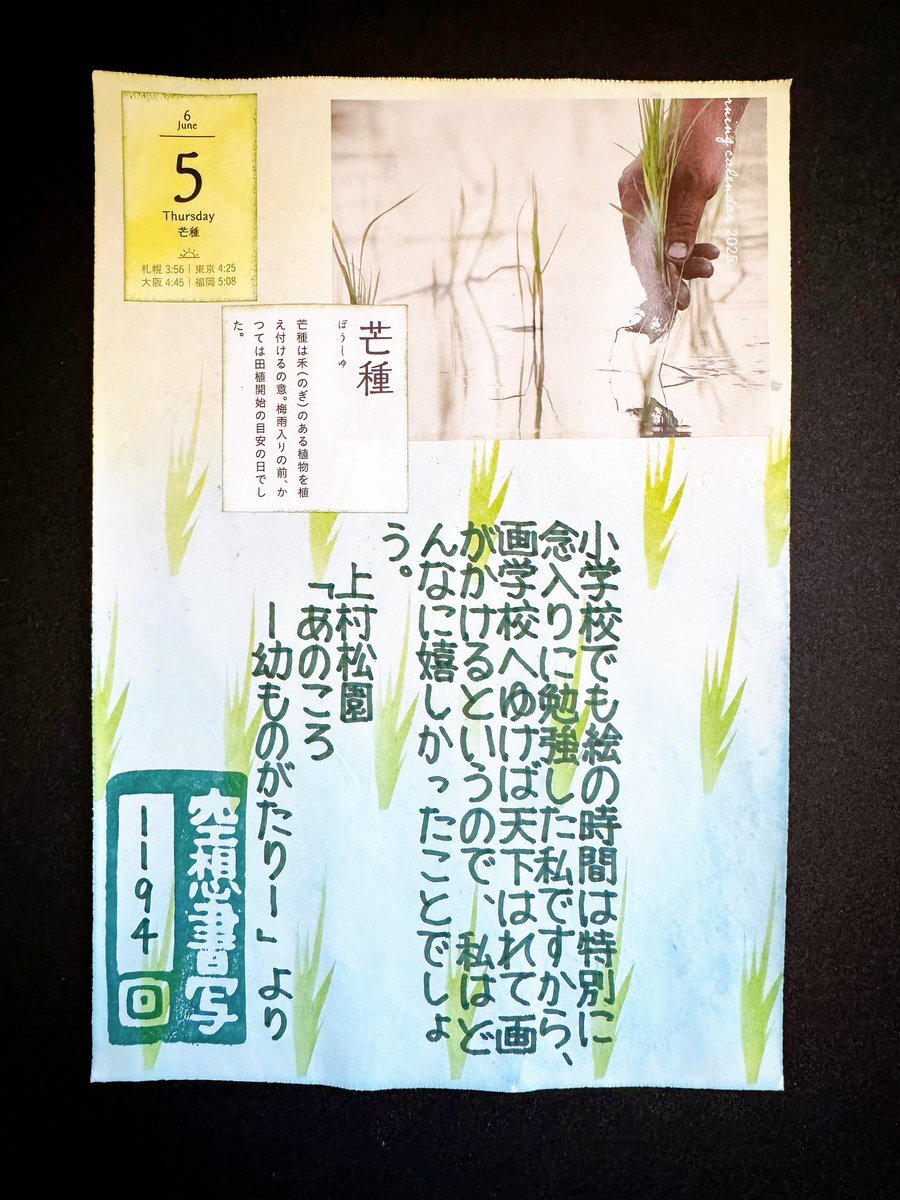 6
June
5
Thursday
芒種
札幌 3:56 | 東京 4:25
大阪 4:45 | 福岡 5:08
rning calendar 2025
芒種
ぼうしゅ
芒種は禾(のぎ)のある植物を植
え付けるの意。梅雨入りの前、か
つては田植開始の目安の日でし
た。
小学校でも絵の時間は特別に
念入りに勉強した私ですから、
画学校へゆけば天下はれて画
がかけるというので、私はど
んなに嬉しかったことでしょ
う。
上村松園
「あのころ
ー幼ものがたりー」より
空想書写
1194
回